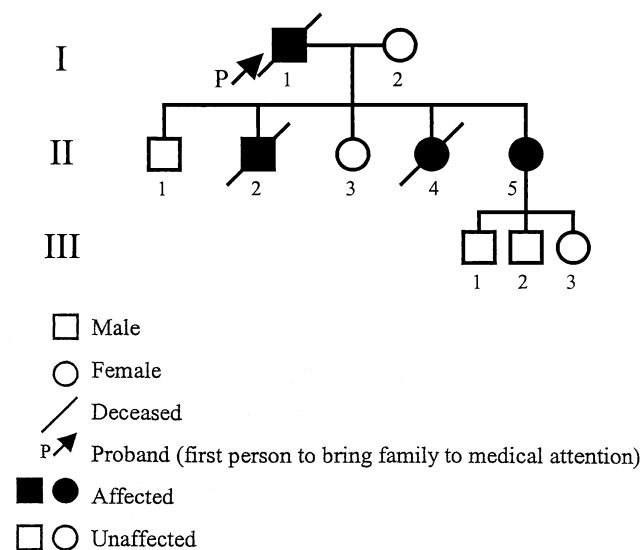 I
P
1
2
II
1
2
3
4
5
III
1
2
3
Male
Female
Deceased
P Proband (first person to bring family to medical attention)
Affected
Unaffected